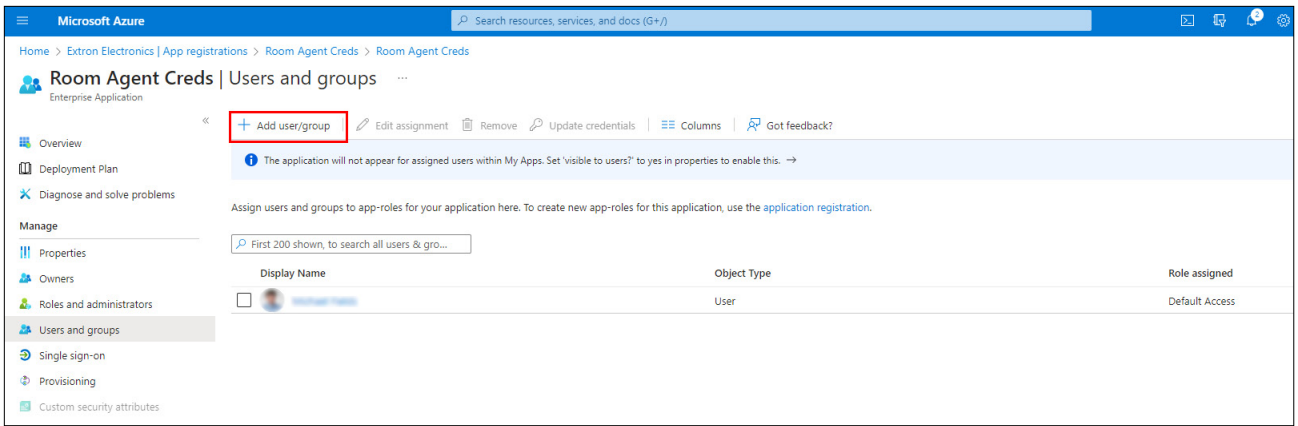 Microsoft Azure
Search resources, services, and docs (G+/)
2
Home > Extron Electronics | App registrations > Room Agent Creds > Room Agent Creds
Room Agent Creds | Users and groups ...
Enterprise Application
«
Overview
Deployment Plan
Diagnose and solve problems
Manage
Properties
Owners
Roles and administrators
Users and groups
Single sign-on
Provisioning
Custom security attributes
+ Add user/group Edit assignment Remove Update credentials Columns Got feedback?
The application will not appear for assigned users within My Apps. Set 'visible to users?' to yes in properties to enable this. →
Assign users and groups to app-roles for your application here. To create new app-roles for this application, use the application registration.
First 200 shown, to search all users & gro...
Display Name Object Type Role assigned
User Default Access